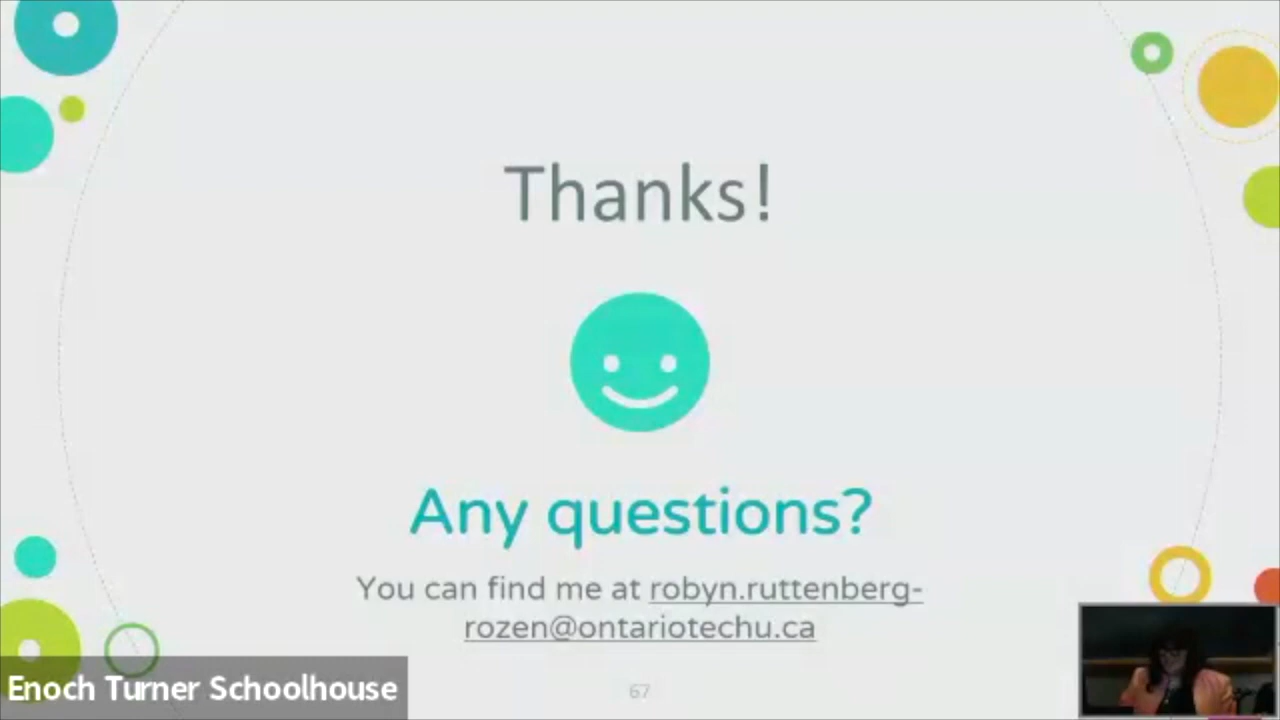 Thanks!
Any questions?
You can find me at robyn.ruttenberg-
rozen@ontariotechu.ca
Enoch Turner Schoolhouse
67